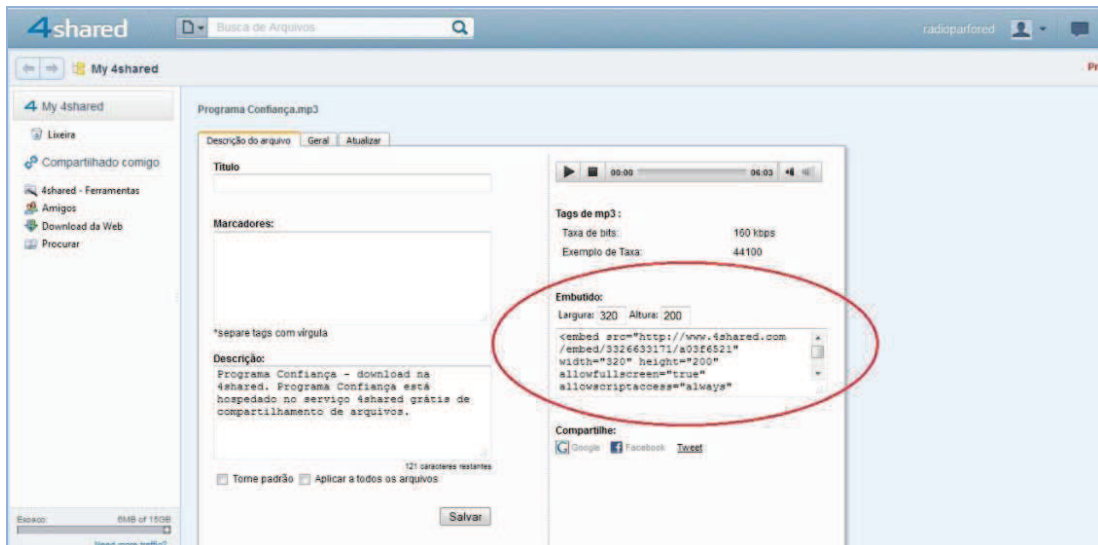 4shared
Busca de Arquivos
radioparfored
My 4shared
4 My 4shared
Lixeira
Compartilhado comigo
4shared - Ferramentas
Amigos
Download da Web
Procurar
Espaço: 6MB of 15GB
Need more traffic?
Programa Confiança.mp3
Descrição do arquivo Geral Atualizar
Título
Marcadores:
*separe tags com vírgula
Descrição:
Programa Confiança - download na
4shared. Programa Confiança está
hospedado no serviço 4shared grátis de
compartilhamento de arquivos.
121 caracteres restantes
Torne padrão Aplicar a todos os arquivos
Salvar
00:00 06:03
Tags de mp3 :
Taxa de bits: 160 kbps
Exemplo de Taxa: 44100
Embutido:
Largura: 320 Altura: 200
<embed src="http://www.4shared.com
/embed/3326633171/a03f6521"
width="320" height="200"
allowfullscreen="true"
allowscriptaccess="always"
Compartilhe:
Google Facebook Tweet